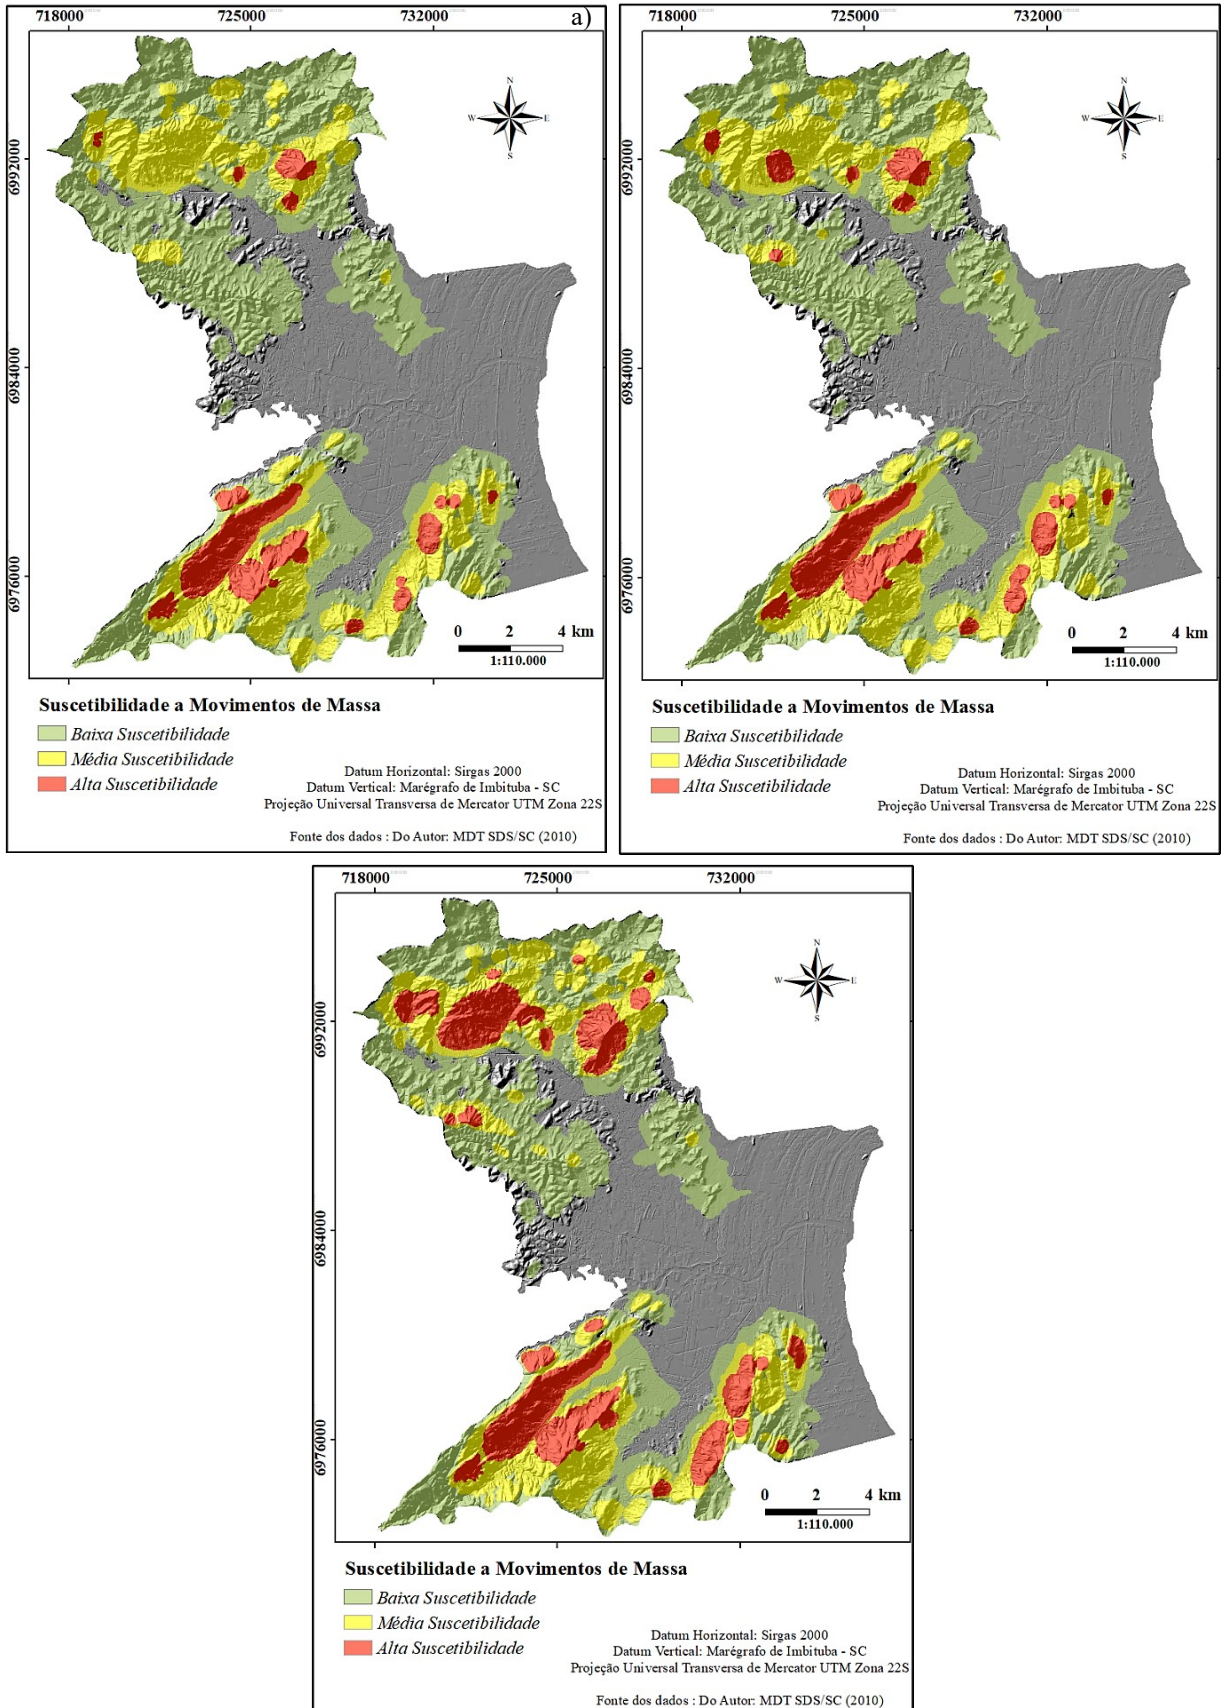 718000 725000 732000
a)
N
W E
S
6992000
6984000
6976000
0 2 4 km
1:110.000
Suscetibilidade a Movimentos de Massa
Baixa Suscetibilidade
Média Suscetibilidade
Alta Suscetibilidade
Datum Horizontal: Sirgas 2000
Datum Vertical: Marégrafo de Imbituba - SC
Projeção Universal Transversa de Mercator UTM Zona 22S
Fonte dos dados : Do Autor: MDT SDS/SC (2010)
718000 725000 732000
N
W E
S
6992000
6984000
6976000
0 2 4 km
1:110.000
Suscetibilidade a Movimentos de Massa
Baixa Suscetibilidade
Média Suscetibilidade
Alta Suscetibilidade
Datum Horizontal: Sirgas 2000
Datum Vertical: Marégrafo de Imbituba - SC
Projeção Universal Transversa de Mercator UTM Zona 22S
Fonte dos dados : Do Autor: MDT SDS/SC (2010)
718000 725000 732000
N
W E
S
6992000
6984000
6976000
0 2 4 km
1:110.000
Suscetibilidade a Movimentos de Massa
Baixa Suscetibilidade
Média Suscetibilidade
Alta Suscetibilidade
Datum Horizontal: Sirgas 2000
Datum Vertical: Marégrafo de Imbituba - SC
Projeção Universal Transversa de Mercator UTM Zona 22S
Fonte dos dados : Do Autor: MDT SDS/SC (2010)